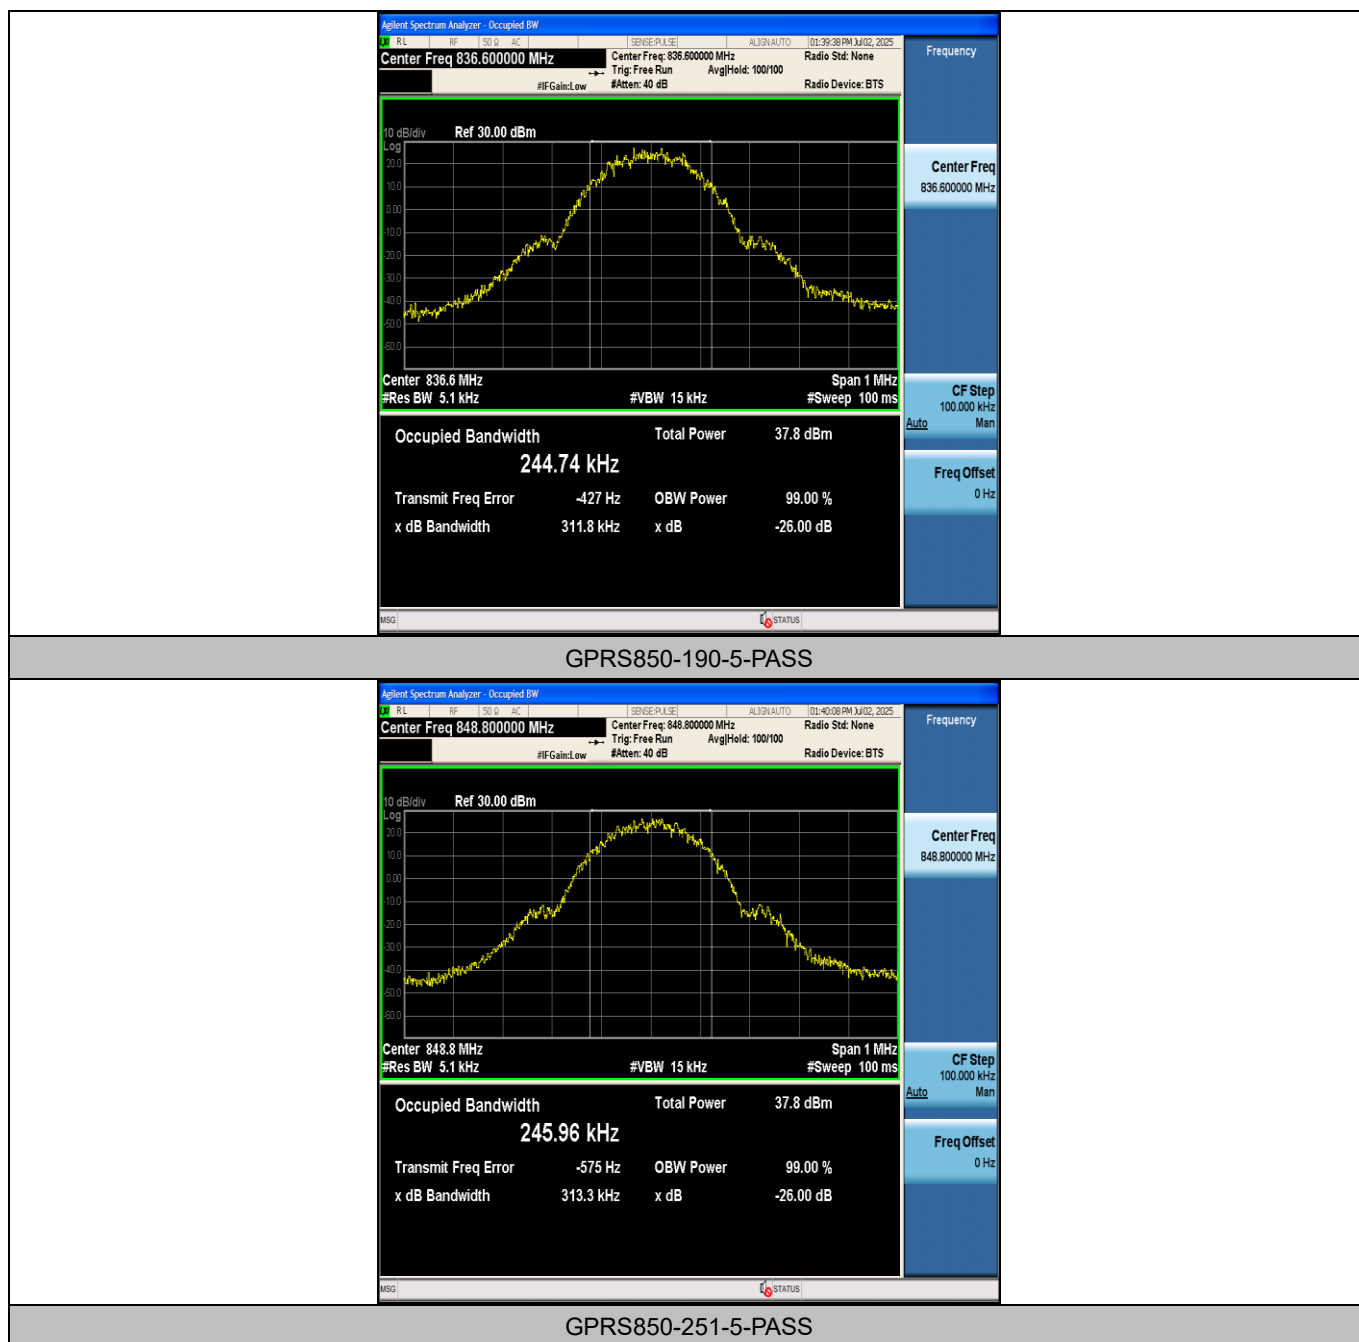 Agilent Spectrum Analyzer - Occupied BW
RL RF 50 Ω AC SENSE:PULSE ALIGN AUTO 01:39:38 PM Jul 02, 2025
Center Freq 836.600000 MHz Center Freq: 836.600000 MHz Radio Std: None
Trig: Free Run Avg|Hold: 100/100
#IFGain:Low #Atten: 40 dB Radio Device: BTS
Frequency
10 dB/div Ref 30.00 dBm
Log
20.0
10.0
0.00
-10.0
-20.0
-30.0
-40.0
-50.0
-60.0
Center 836.6 MHz Span 1 MHz
#Res BW 5.1 kHz #VBW 15 kHz #Sweep 100 ms
Occupied Bandwidth Total Power 37.8 dBm
244.74 kHz
Transmit Freq Error -427 Hz OBW Power 99.00 %
x dB Bandwidth 311.8 kHz x dB -26.00 dB
Center Freq
836.600000 MHz
CF Step
100.000 kHz
Auto Man
Freq Offset
0 Hz
MSG STATUS
GPRS850-190-5-PASS
Agilent Spectrum Analyzer - Occupied BW
RL RF 50 Ω AC SENSE:PULSE ALIGN AUTO 01:40:08 PM Jul 02, 2025
Center Freq 848.800000 MHz Center Freq: 848.800000 MHz Radio Std: None
Trig: Free Run Avg|Hold: 100/100
#IFGain:Low #Atten: 40 dB Radio Device: BTS
Frequency
10 dB/div Ref 30.00 dBm
Log
20.0
10.0
0.00
-10.0
-20.0
-30.0
-40.0
-50.0
-60.0
Center 848.8 MHz Span 1 MHz
#Res BW 5.1 kHz #VBW 15 kHz #Sweep 100 ms
Occupied Bandwidth Total Power 37.8 dBm
245.96 kHz
Transmit Freq Error -575 Hz OBW Power 99.00 %
x dB Bandwidth 313.3 kHz x dB -26.00 dB
Center Freq
848.800000 MHz
CF Step
100.000 kHz
Auto Man
Freq Offset
0 Hz
MSG STATUS
GPRS850-251-5-PASS